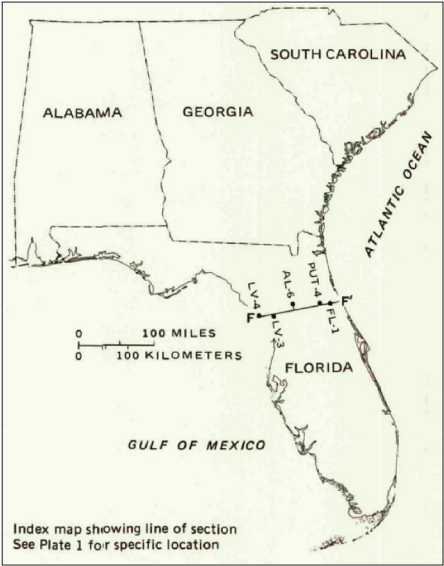 SOUTH CAROLINA
ALABAMA
GEORGIA
ATLANTIC OCEAN
LV-4
AL-6
PUT-4
F
F'
LV-3
FL-1
0 100 MILES
0 100 KILOMETERS
FLORIDA
GULF OF MEXICO
Index map showing line of section
See Plate 1 for specific location